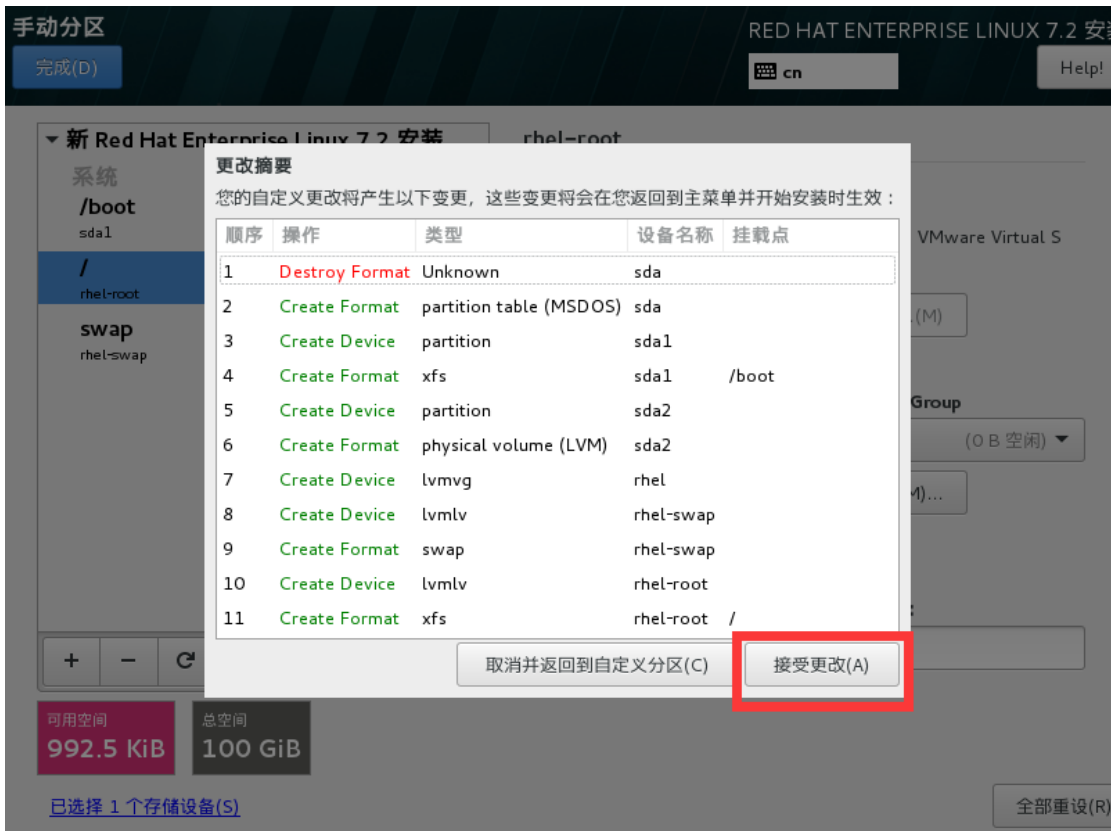 手动分区
RED HAT ENTERPRISE LINUX 7.2 安
完成(D)
cn
Help!
新 Red Hat Enterprise Linux 7.2 安装
rhel-root
系统
/boot
sda1
/
rhel-root
swap
rhel-swap
VMware Virtual S
(M)
Group
(0 B 空闲)
M)...
:
更改摘要
您的自定义更改将产生以下变更，这些变更将会在您返回到主菜单并开始安装时生效：
顺序 操作 类型 设备名称 挂载点
1 Destroy Format Unknown sda
2 Create Format partition table (MSDOS) sda
3 Create Device partition sda1
4 Create Format xfs sda1 /boot
5 Create Device partition sda2
6 Create Format physical volume (LVM) sda2
7 Create Device lvmvg rhel
8 Create Device lvmlv rhel-swap
9 Create Format swap rhel-swap
10 Create Device lvmlv rhel-root
11 Create Format xfs rhel-root /
取消并返回到自定义分区(C) 接受更改(A)
+ −
可用空间
992.5 KiB
总空间
100 GiB
已选择 1 个存储设备(S)
全部重设(R)